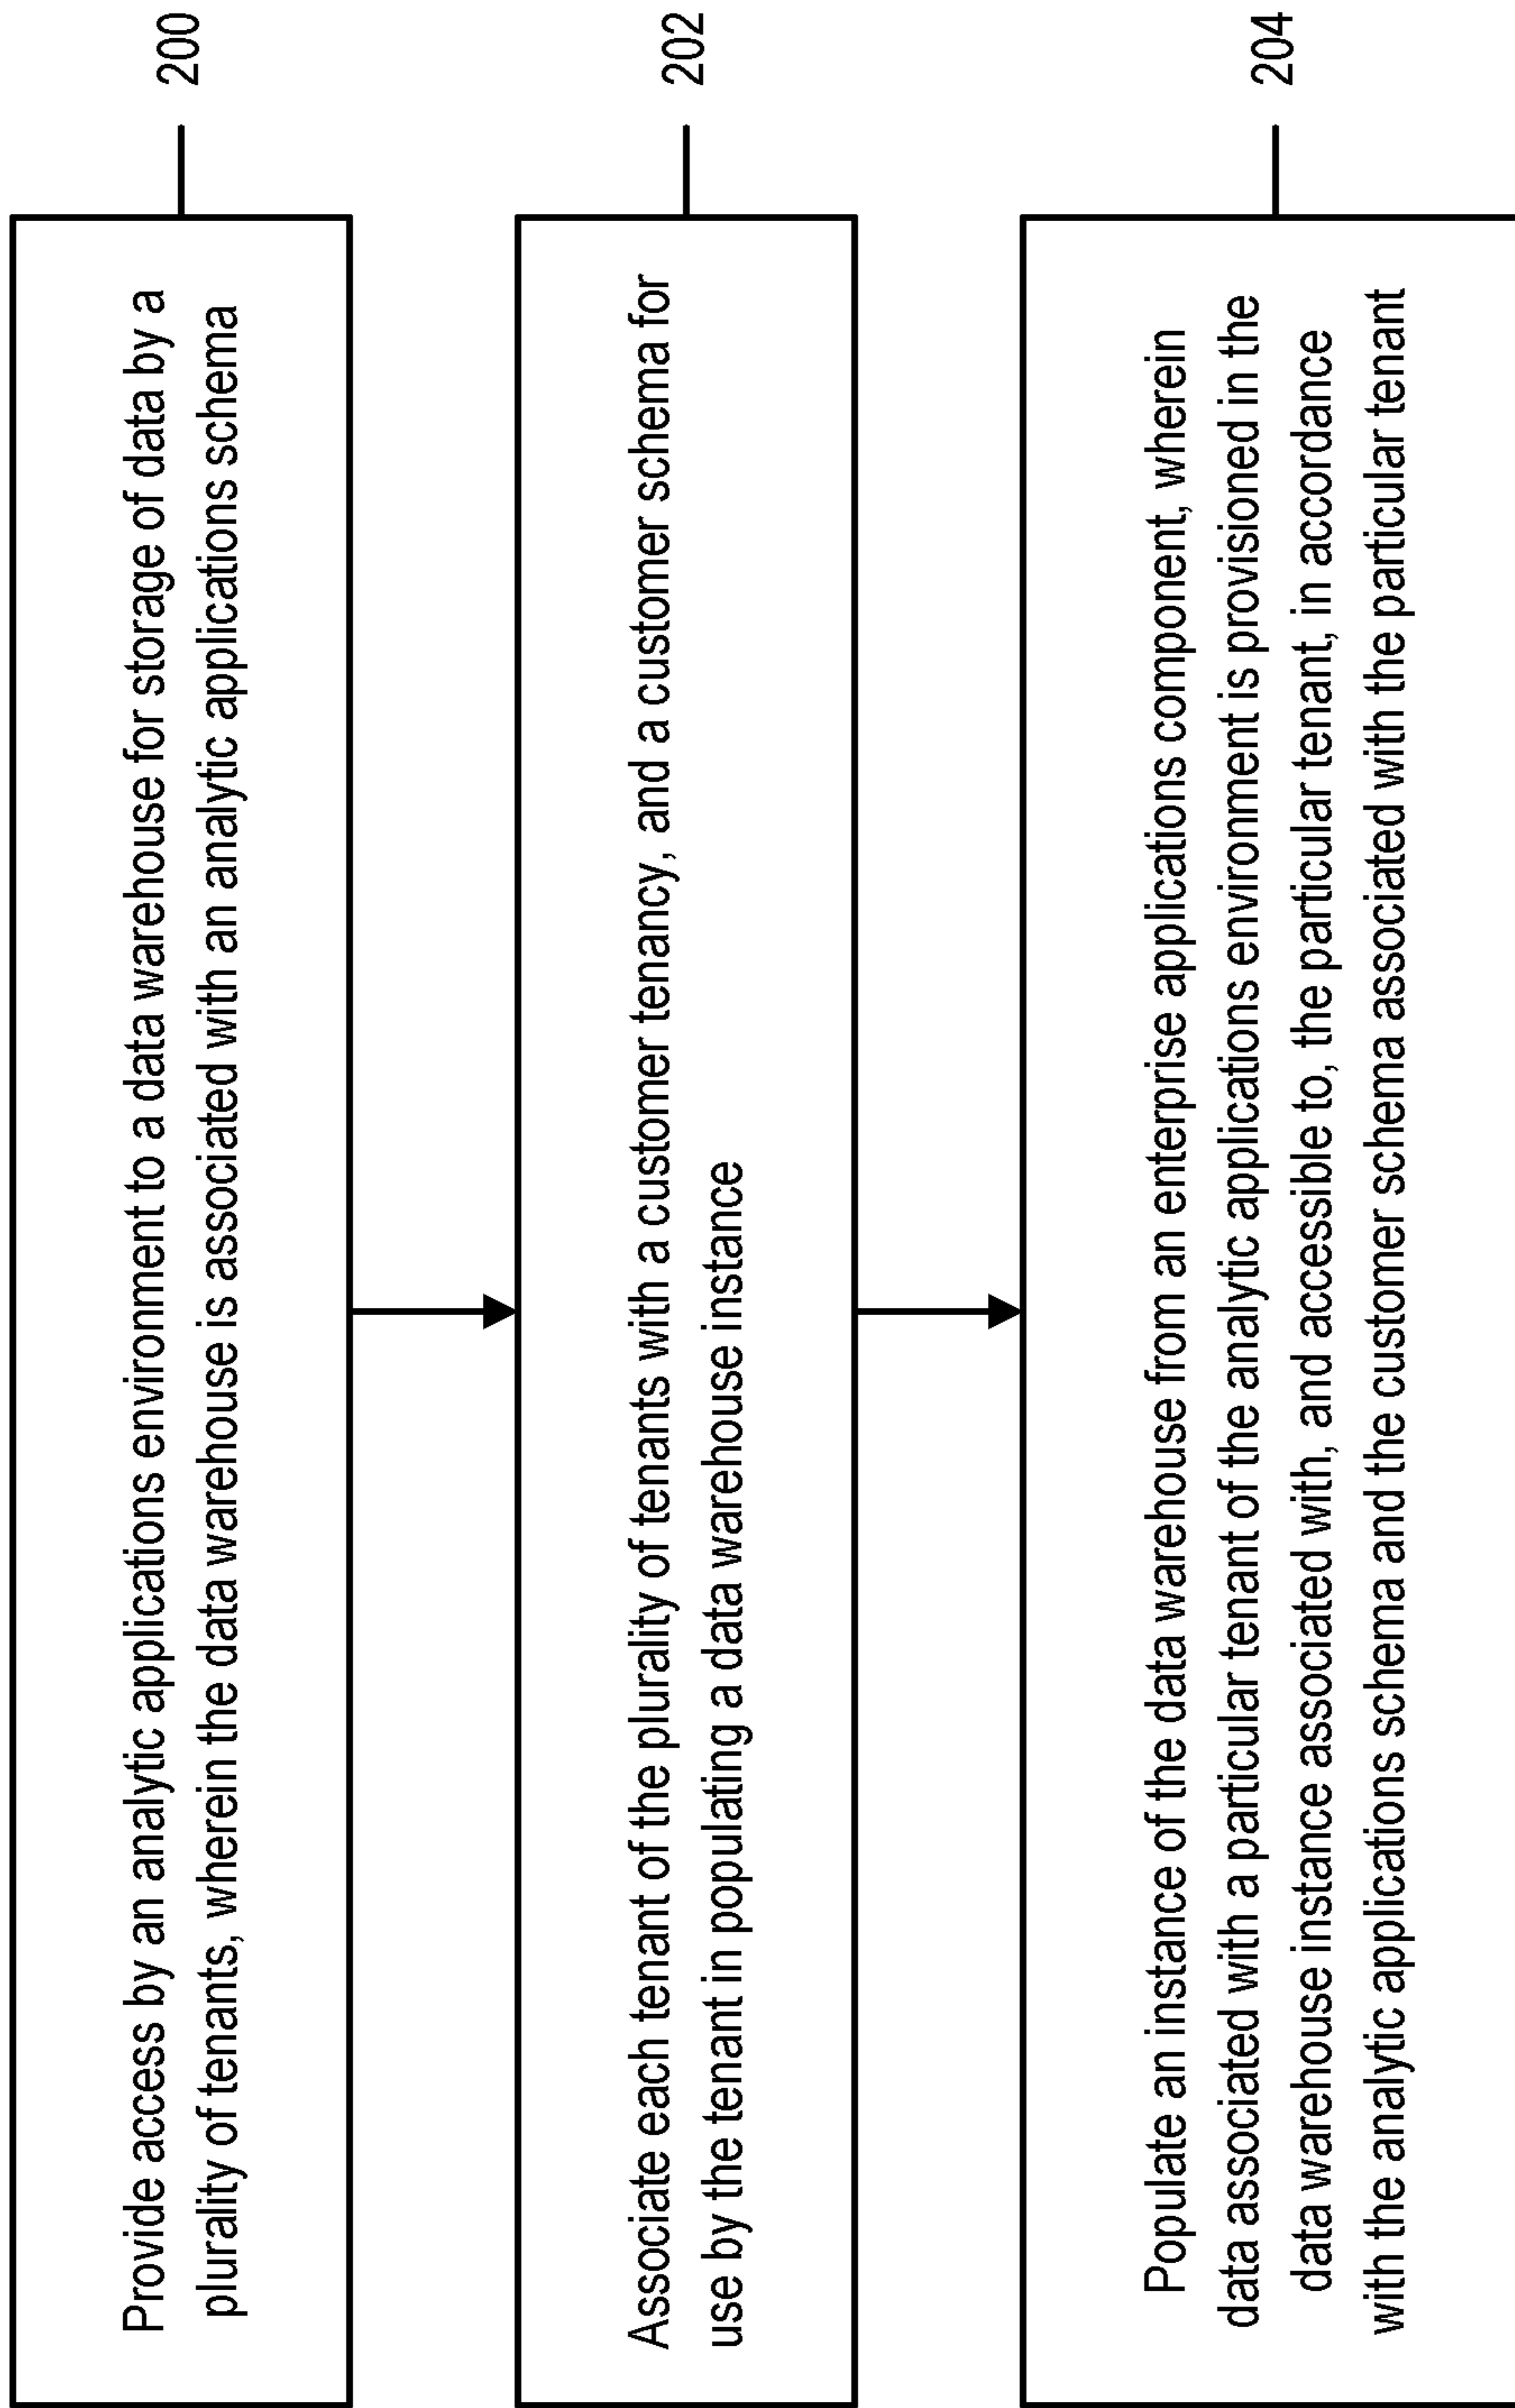 Provide access by an analytic applications environment to a data warehouse for storage of data by a
plurality of tenants, wherein the data warehouse is associated with an analytic applications schema
200
Associate each tenant of the plurality of tenants with a customer tenancy, and a customer schema for
use by the tenant in populating a data warehouse instance
202
Populate an instance of the data warehouse from an enterprise applications component, wherein
data associated with a particular tenant of the analytic applications environment is provisioned in the
data warehouse instance associated with, and accessible to, the particular tenant, in accordance
with the analytic applications schema and the customer schema associated with the particular tenant
204